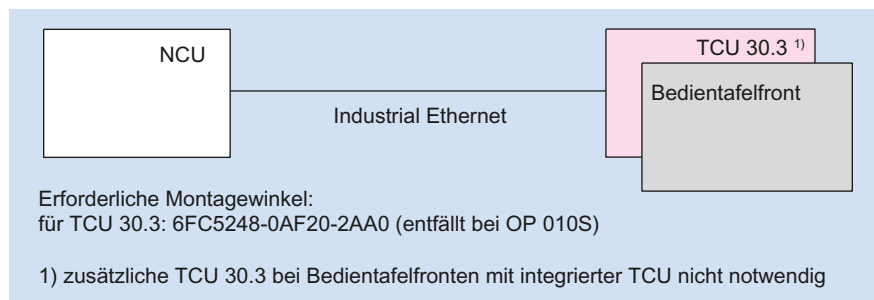 NCU
TCU 30.3 1)
Bedientafelfront
Industrial Ethernet
Erforderliche Montagewinkel:
für TCU 30.3: 6FC5248-0AF20-2AA0 (entfällt bei OP 010S)
1) zusätzliche TCU 30.3 bei Bedientafelfronten mit integrierter TCU nicht notwendig